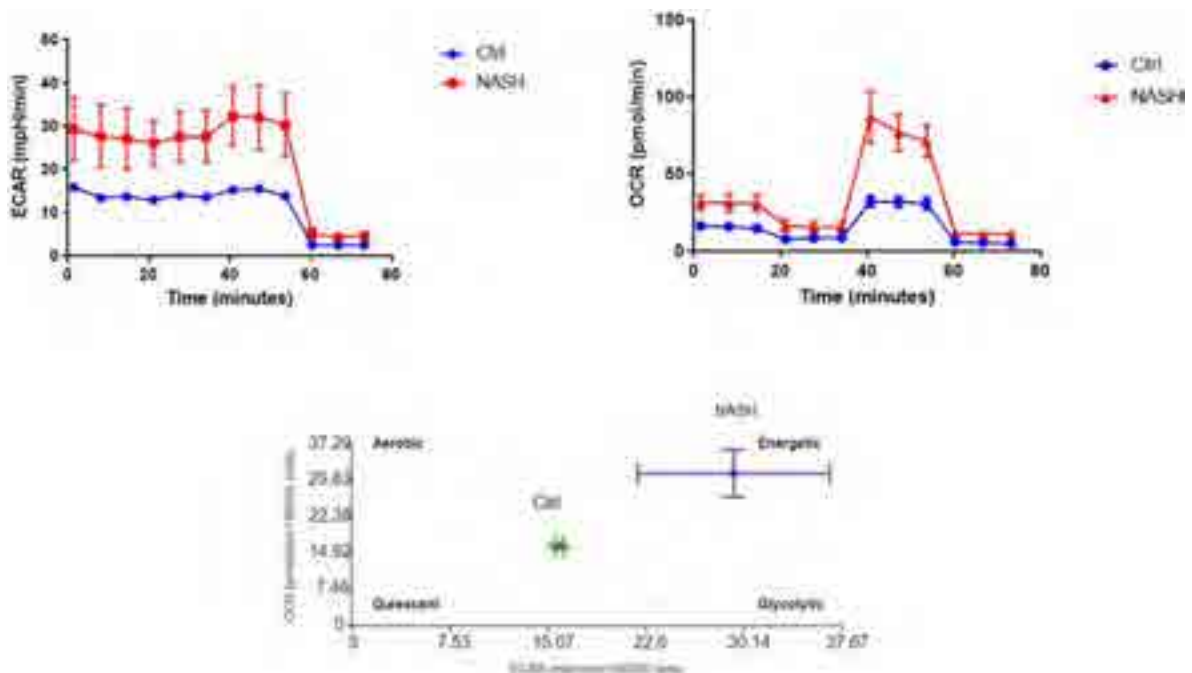 ECAR (mpH/min)
50
40
30
20
10
0
0 20 40 60 80
Time (minutes)
Ctrl
NASH
OCR (pmol/min)
150
100
50
0
0 20 40 60 80
Time (minutes)
Ctrl
NASH
NASH
37.29 Aerobic Energetic
29.83
22.38 Ctrl
14.92
7.46
0 Quiescent Glycolytic
0 7.53 15.07 22.6 30.14 37.67